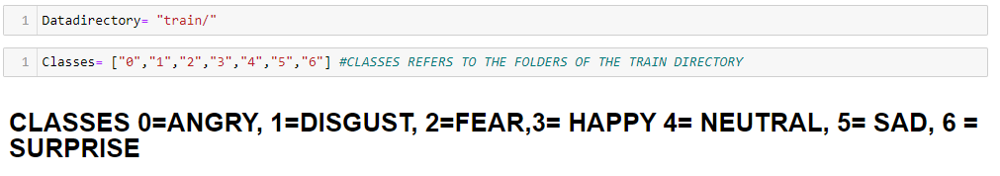 1 Datadirectory= "train/"
1 Classes= ["0","1","2","3","4","5","6"] #CLASSES REFERS TO THE FOLDERS OF THE TRAIN DIRECTORY
CLASSES 0=ANGRY, 1=DISGUST, 2=FEAR,3= HAPPY 4= NEUTRAL, 5= SAD, 6 =
SURPRISE